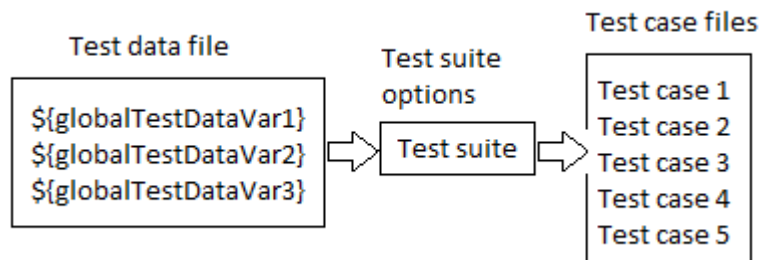 Test data file
${globalTestDataVar1}
${globalTestDataVar2}
${globalTestDataVar3}
Test suite
options
Test suite
Test case files
Test case 1
Test case 2
Test case 3
Test case 4
Test case 5